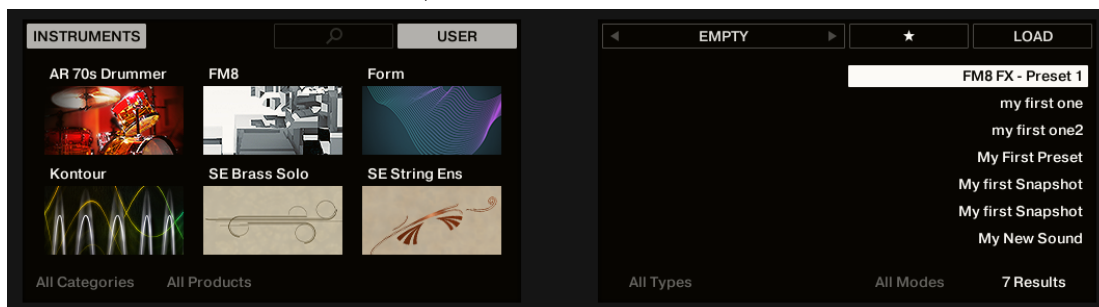 INSTRUMENTS USER
AR 70s Drummer FM8 Form
Kontour SE Brass Solo SE String Ens
All Categories All Products
EMPTY ★ LOAD
FM8 FX - Preset 1
my first one
my first one2
My First Preset
My first Snapshot
My first Snapshot
My New Sound
All Types All Modes 7 Results